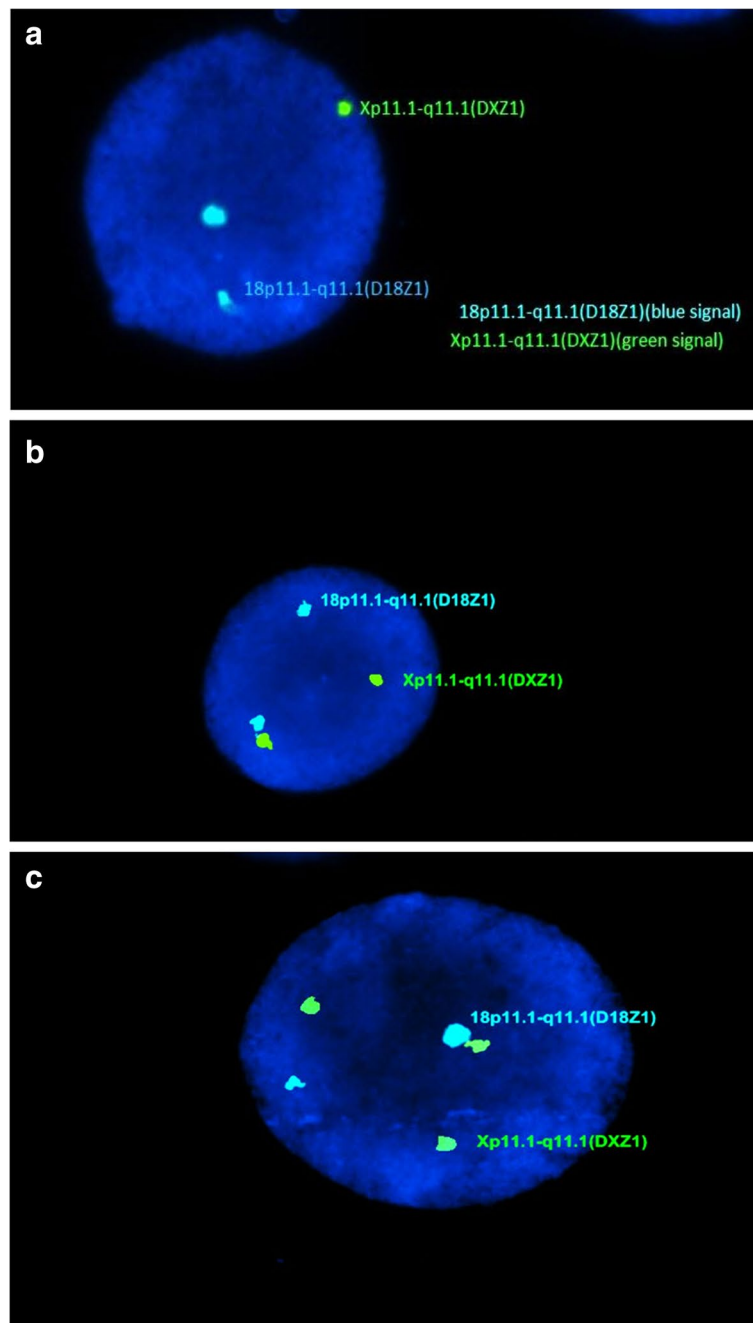 a
Xp11.1-q11.1(DXZ1)
18p11.1-q11.1(D18Z1)
18p11.1-q11.1(D18Z1)(blue signal)
Xp11.1-q11.1(DXZ1)(green signal)
b
18p11.1-q11.1(D18Z1)
Xp11.1-q11.1(DXZ1)
c
18p11.1-q11.1(D18Z1)
Xp11.1-q11.1(DXZ1)